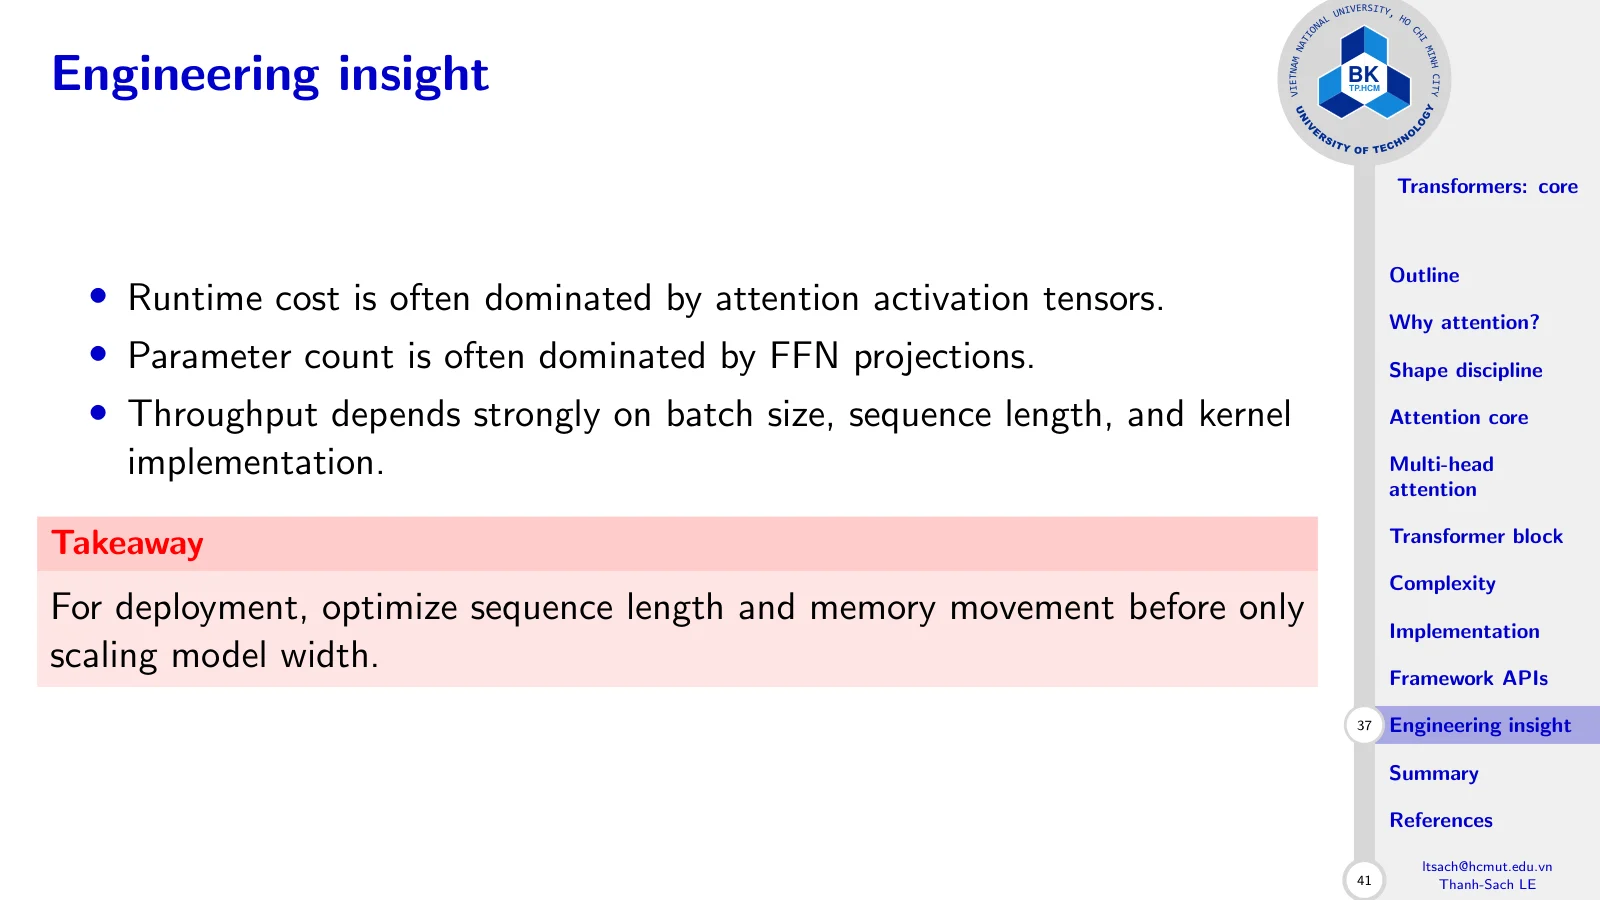 Engineering insight
• Runtime cost is often dominated by attention activation tensors.
• Parameter count is often dominated by FFN projections.
• Throughput depends strongly on batch size, sequence length, and kernel
implementation.
Takeaway
For deployment, optimize sequence length and memory movement before only
scaling model width.
VIETNAM NATIONAL UNIVERSITY, HO CHI MINH CITY
BK
TP.HCM
UNIVERSITY OF TECHNOLOGY
Transformers: core
Outline
Why attention?
Shape discipline
Attention core
Multi-head
attention
Transformer block
Complexity
Implementation
Framework APIs
37 Engineering insight
Summary
References
ltsach@hcmut.edu.vn
Thanh-Sach LE
41